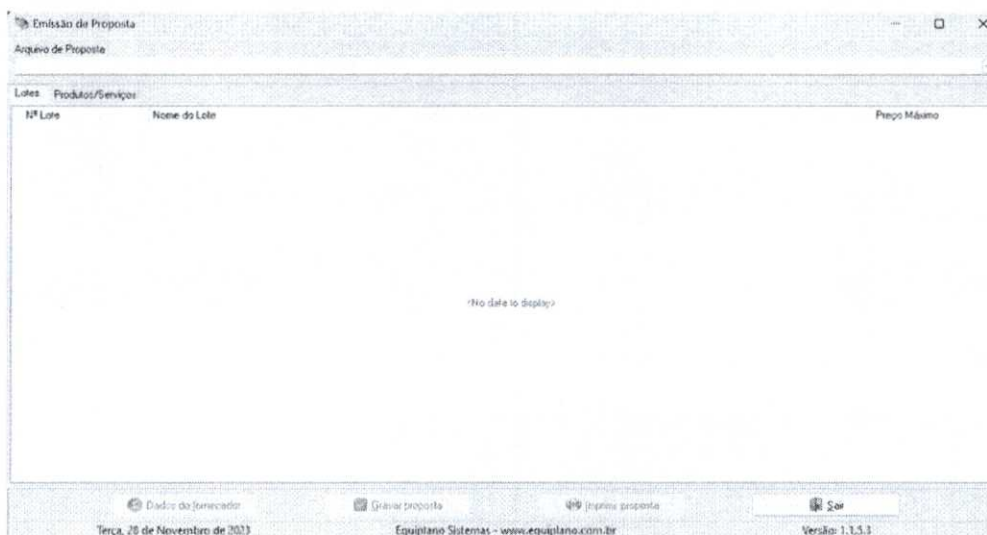 Emissão de Proposta
Arquivo de Proposta
Lotes Produtos/Serviços
Nº Lote Nome do Lote Preço Máximo
<No data to display>
Dados do fornecedor Gravar proposta Imprimir proposta Sair
Terça, 28 de Novembro de 2023 Equiplano Sistemas - www.equiplano.com.br Versão: 1.1.5.3